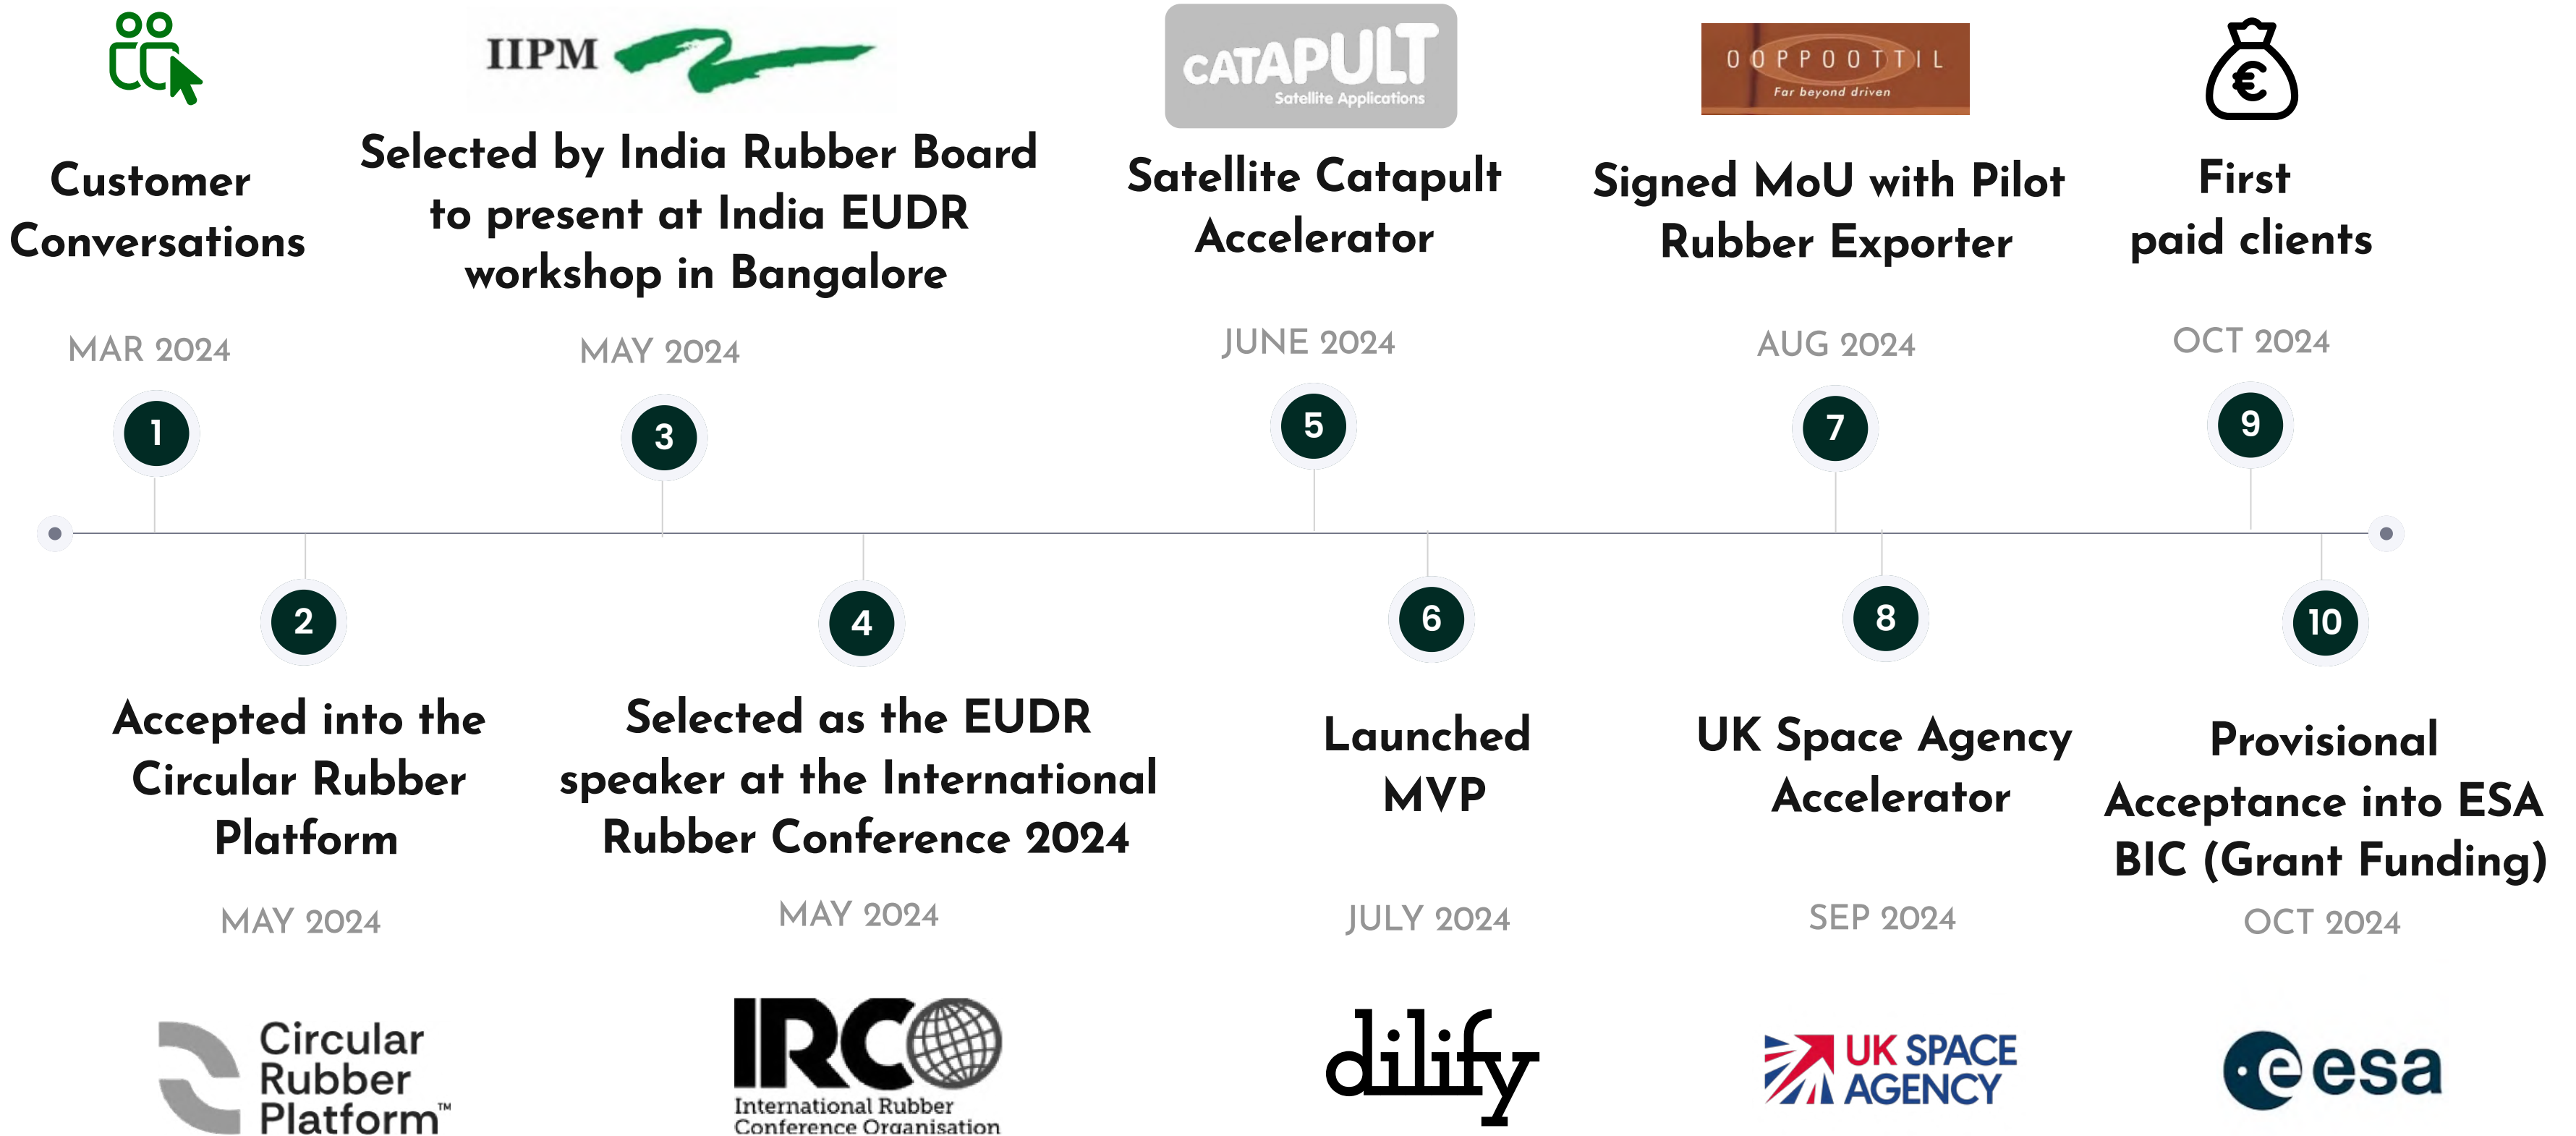 Customer
Conversations
MAR 2024
1
IIPM
Selected by India Rubber Board
to present at India EUDR
workshop in Bangalore
MAY 2024
3
CATAPULT
Satellite Applications
Satellite Catapult
Accelerator
JUNE 2024
5
OOPPOOTTIL
Far beyond driven
Signed MoU with Pilot
Rubber Exporter
AUG 2024
7
€
First
paid clients
OCT 2024
9
2
Accepted into the
Circular Rubber
Platform
MAY 2024
Circular
Rubber
Platform™
4
Selected as the EUDR
speaker at the International
Rubber Conference 2024
MAY 2024
IRCO
International Rubber
Conference Organisation
6
Launched
MVP
JULY 2024
dilify
8
UK Space Agency
Accelerator
SEP 2024
UK SPACE
AGENCY
10
Provisional
Acceptance into ESA
BIC (Grant Funding)
OCT 2024
esa